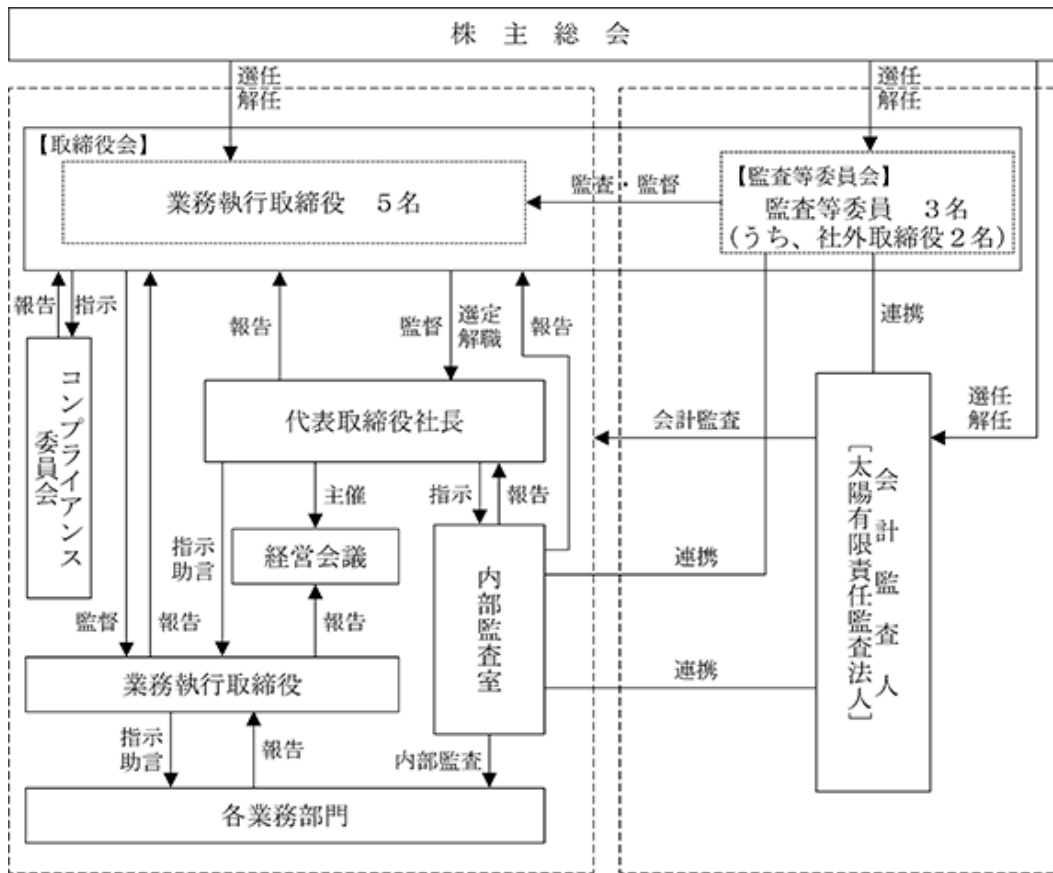 株主総会
選任
解任
選任
解任
【取締役会】
業務執行取締役 5名
監査・監督
【監査等委員会】
監査等委員 3名
(うち、社外取締役2名)
報告
指示
報告
監督
選定
解職
報告
連携
コンプライアンス
委員会
代表取締役社長
会計監査
選任
解任
指示
助言
主催
指示
報告
経営会議
内部監査室
連携
会計監査人
[太陽有限責任監査法人]
監督
報告
報告
連携
業務執行取締役
指示
助言
報告
内部監査
各業務部門